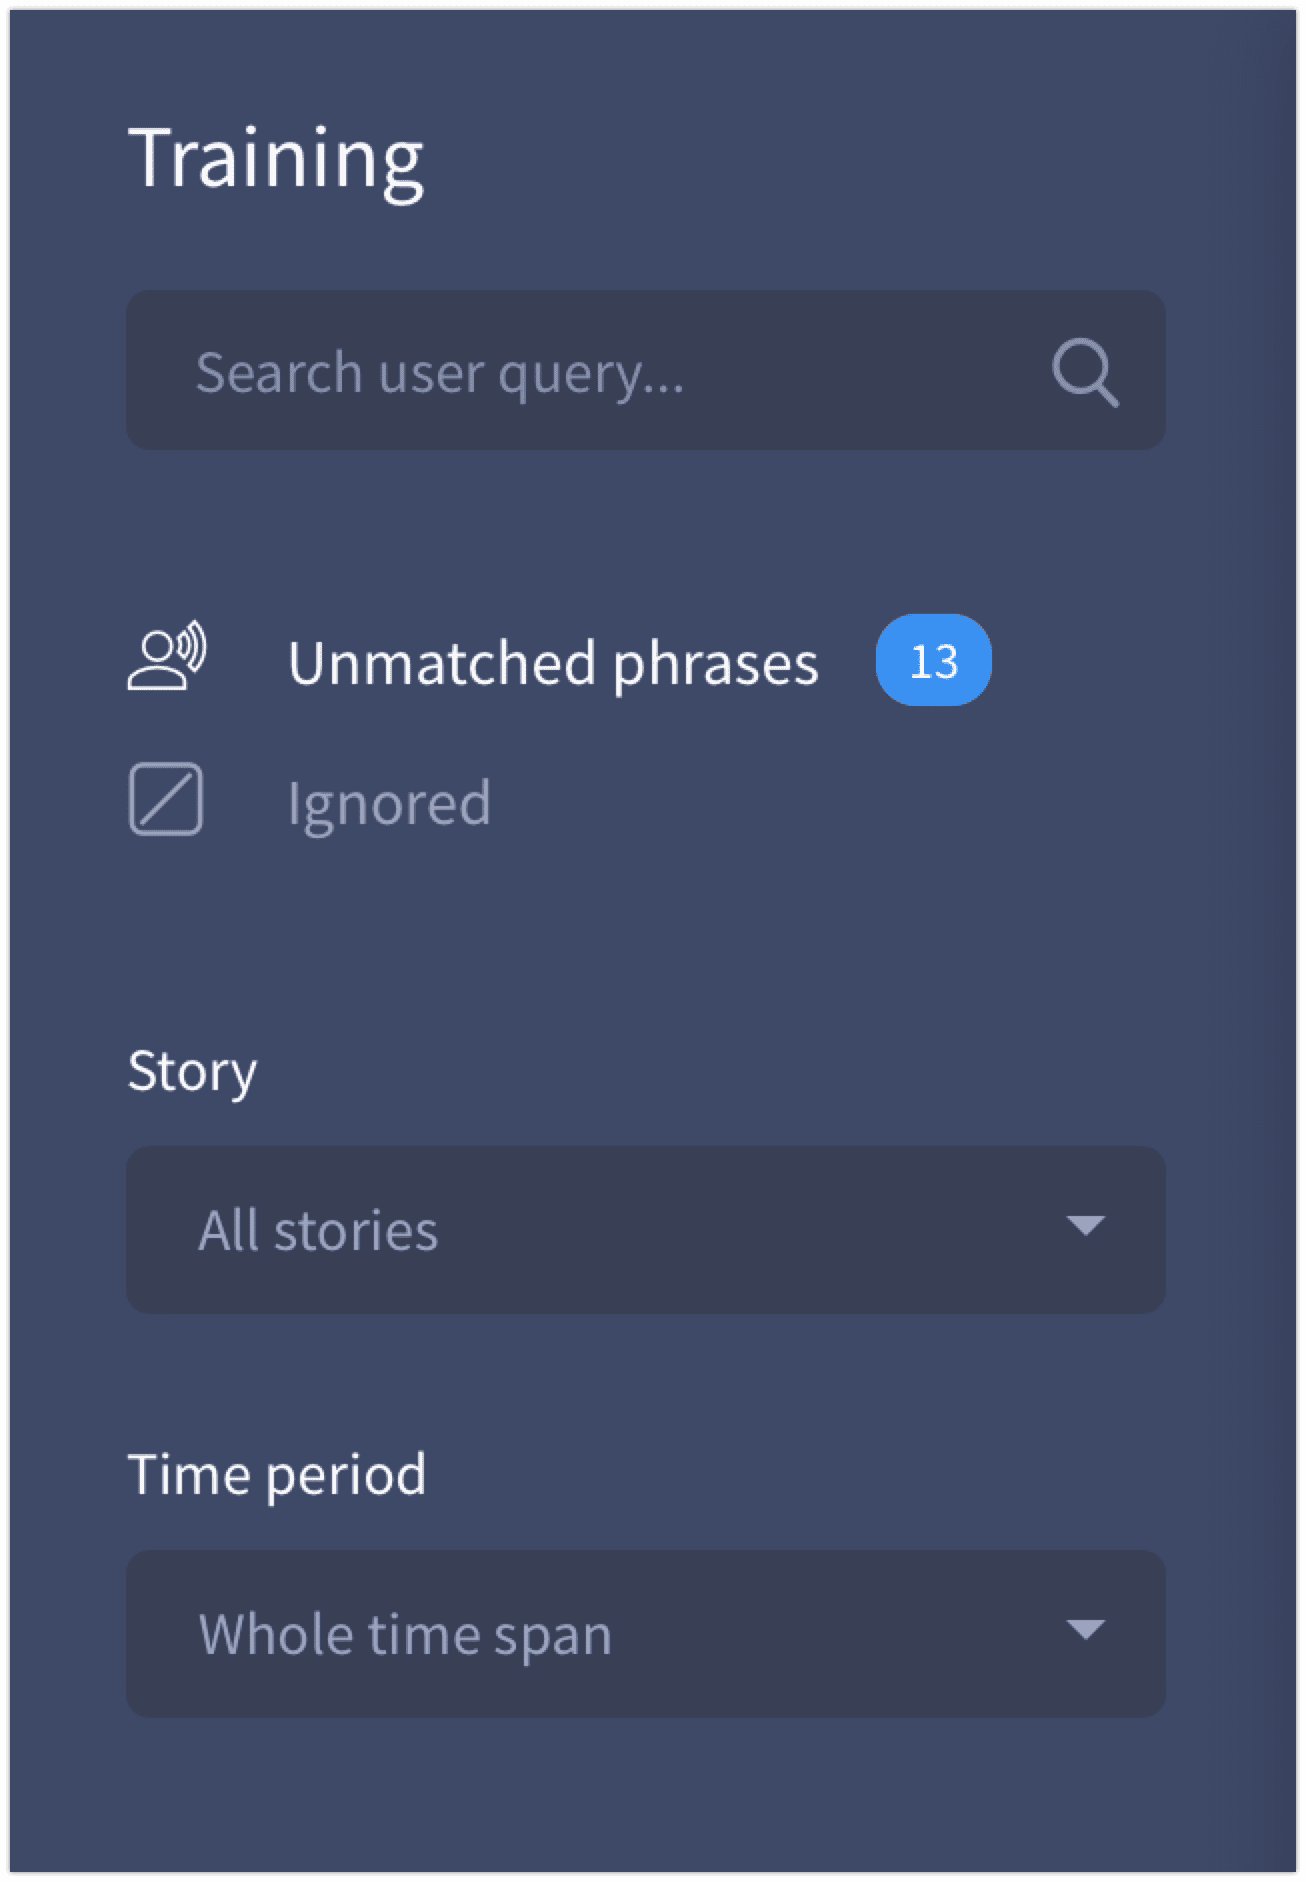 Training
Search user query...
Unmatched phrases 13
Ignored
Story
All stories
Time period
Whole time span